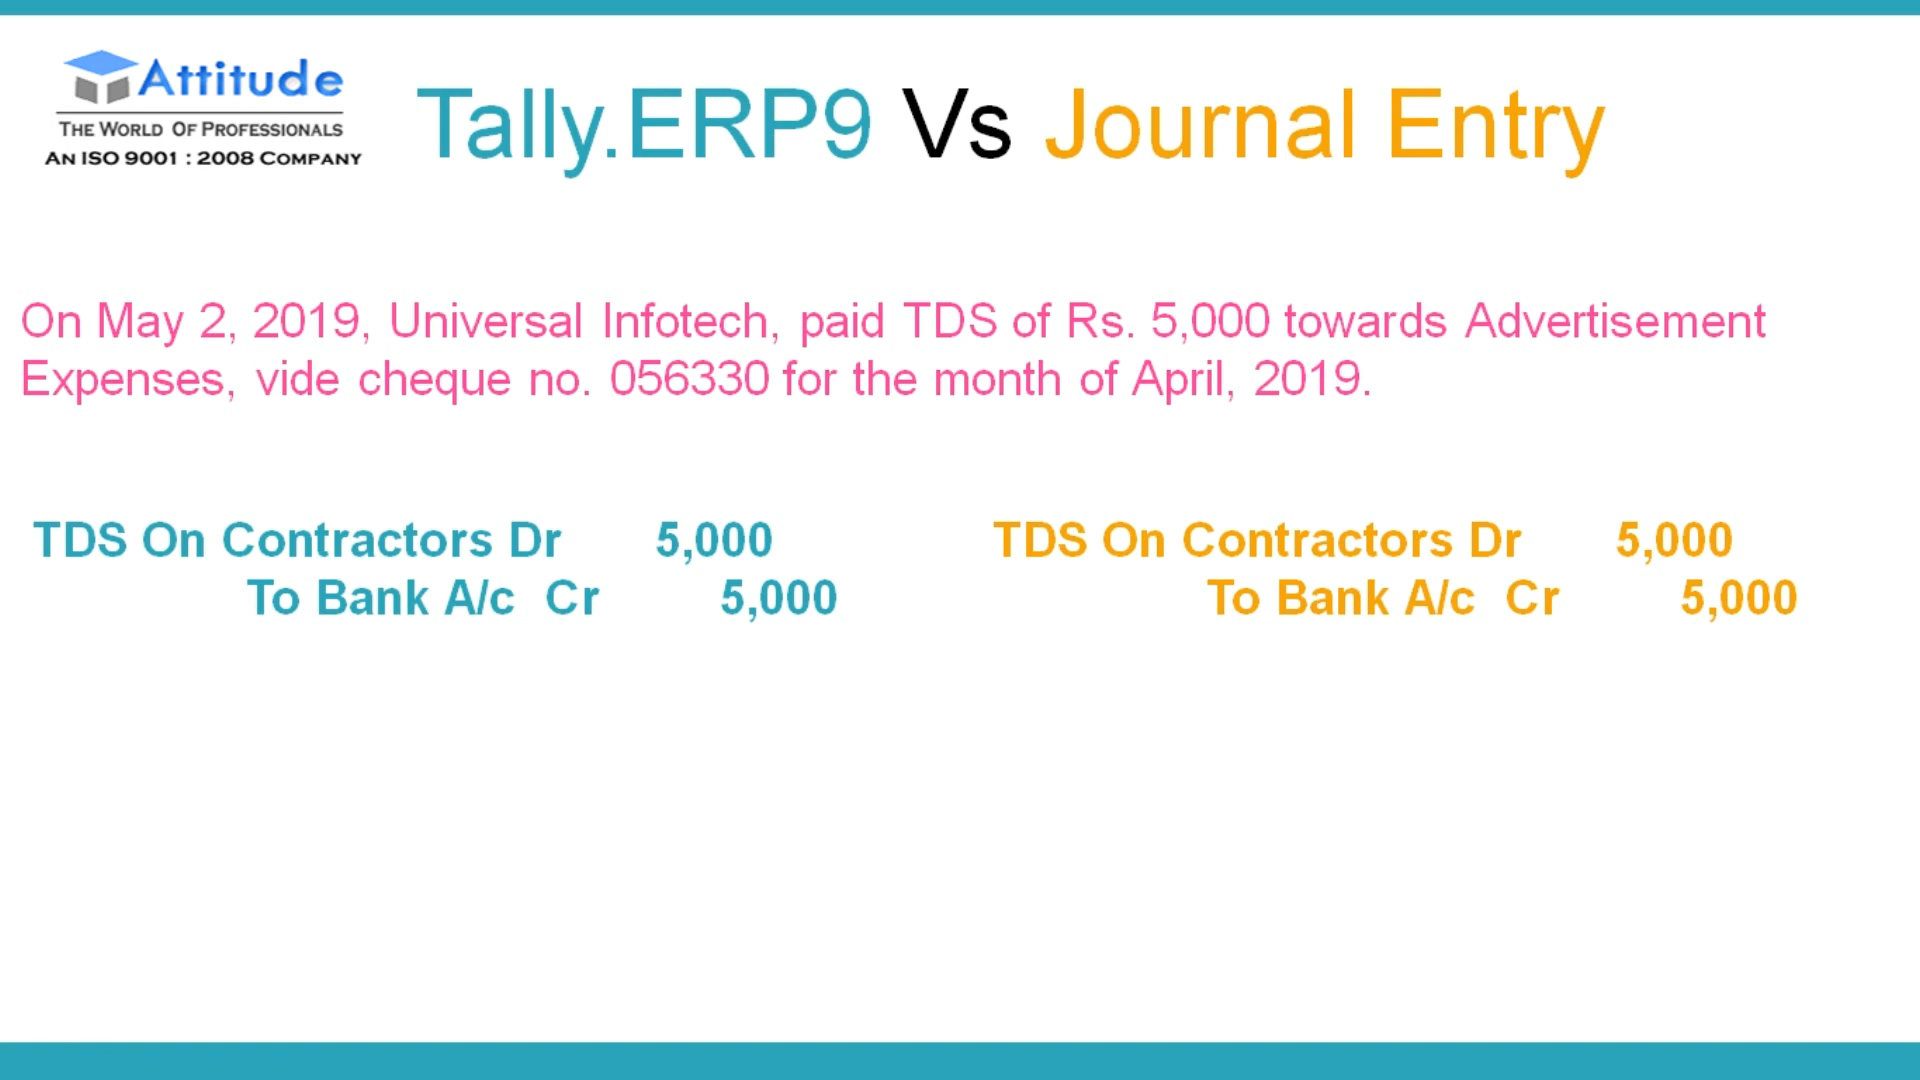 Attitude
THE WORLD OF PROFESSIONALS
AN ISO 9001 : 2008 COMPANY
Tally.ERP9 Vs Journal Entry
On May 2, 2019, Universal Infotech, paid TDS of Rs. 5,000 towards Advertisement
Expenses, vide cheque no. 056330 for the month of April, 2019.
TDS On Contractors Dr 5,000
To Bank A/c Cr 5,000
TDS On Contractors Dr 5,000
To Bank A/c Cr 5,000